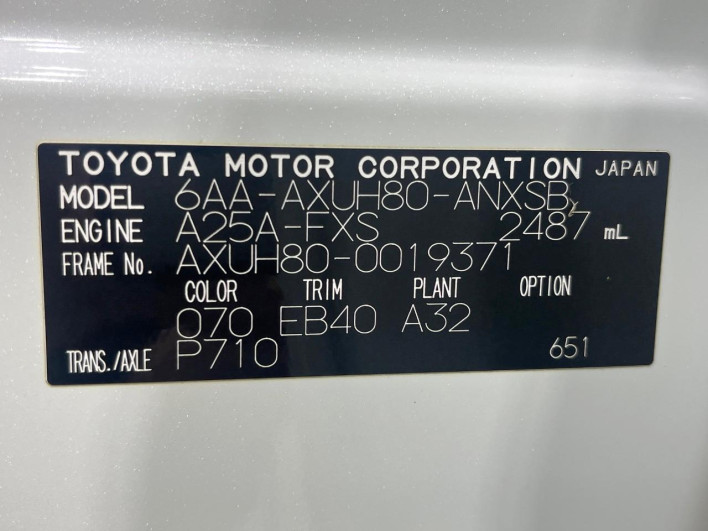 TOYOTA MOTOR CORPORATION JAPAN
MODEL 6AA-AXUH80-ANXSB
ENGINE A25A-FXS 2487 mL
FRAME No. AXUH80-0019371
COLOR TRIM PLANT OPTION
070 EB40 A32
TRANS./AXLE P710 651